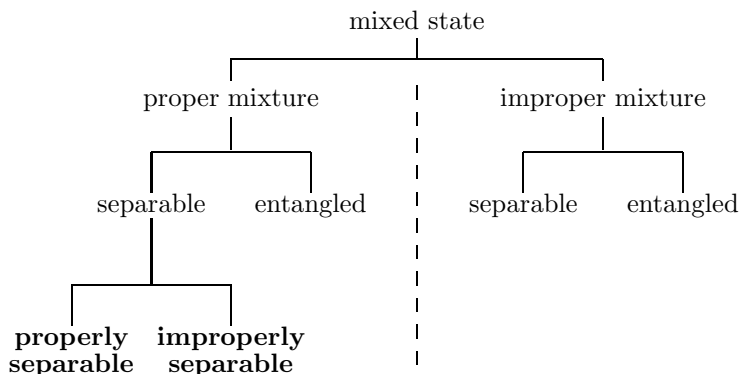 mixed state
proper mixture improper mixture
separable entangled separable entangled
properly improperly
separable separable